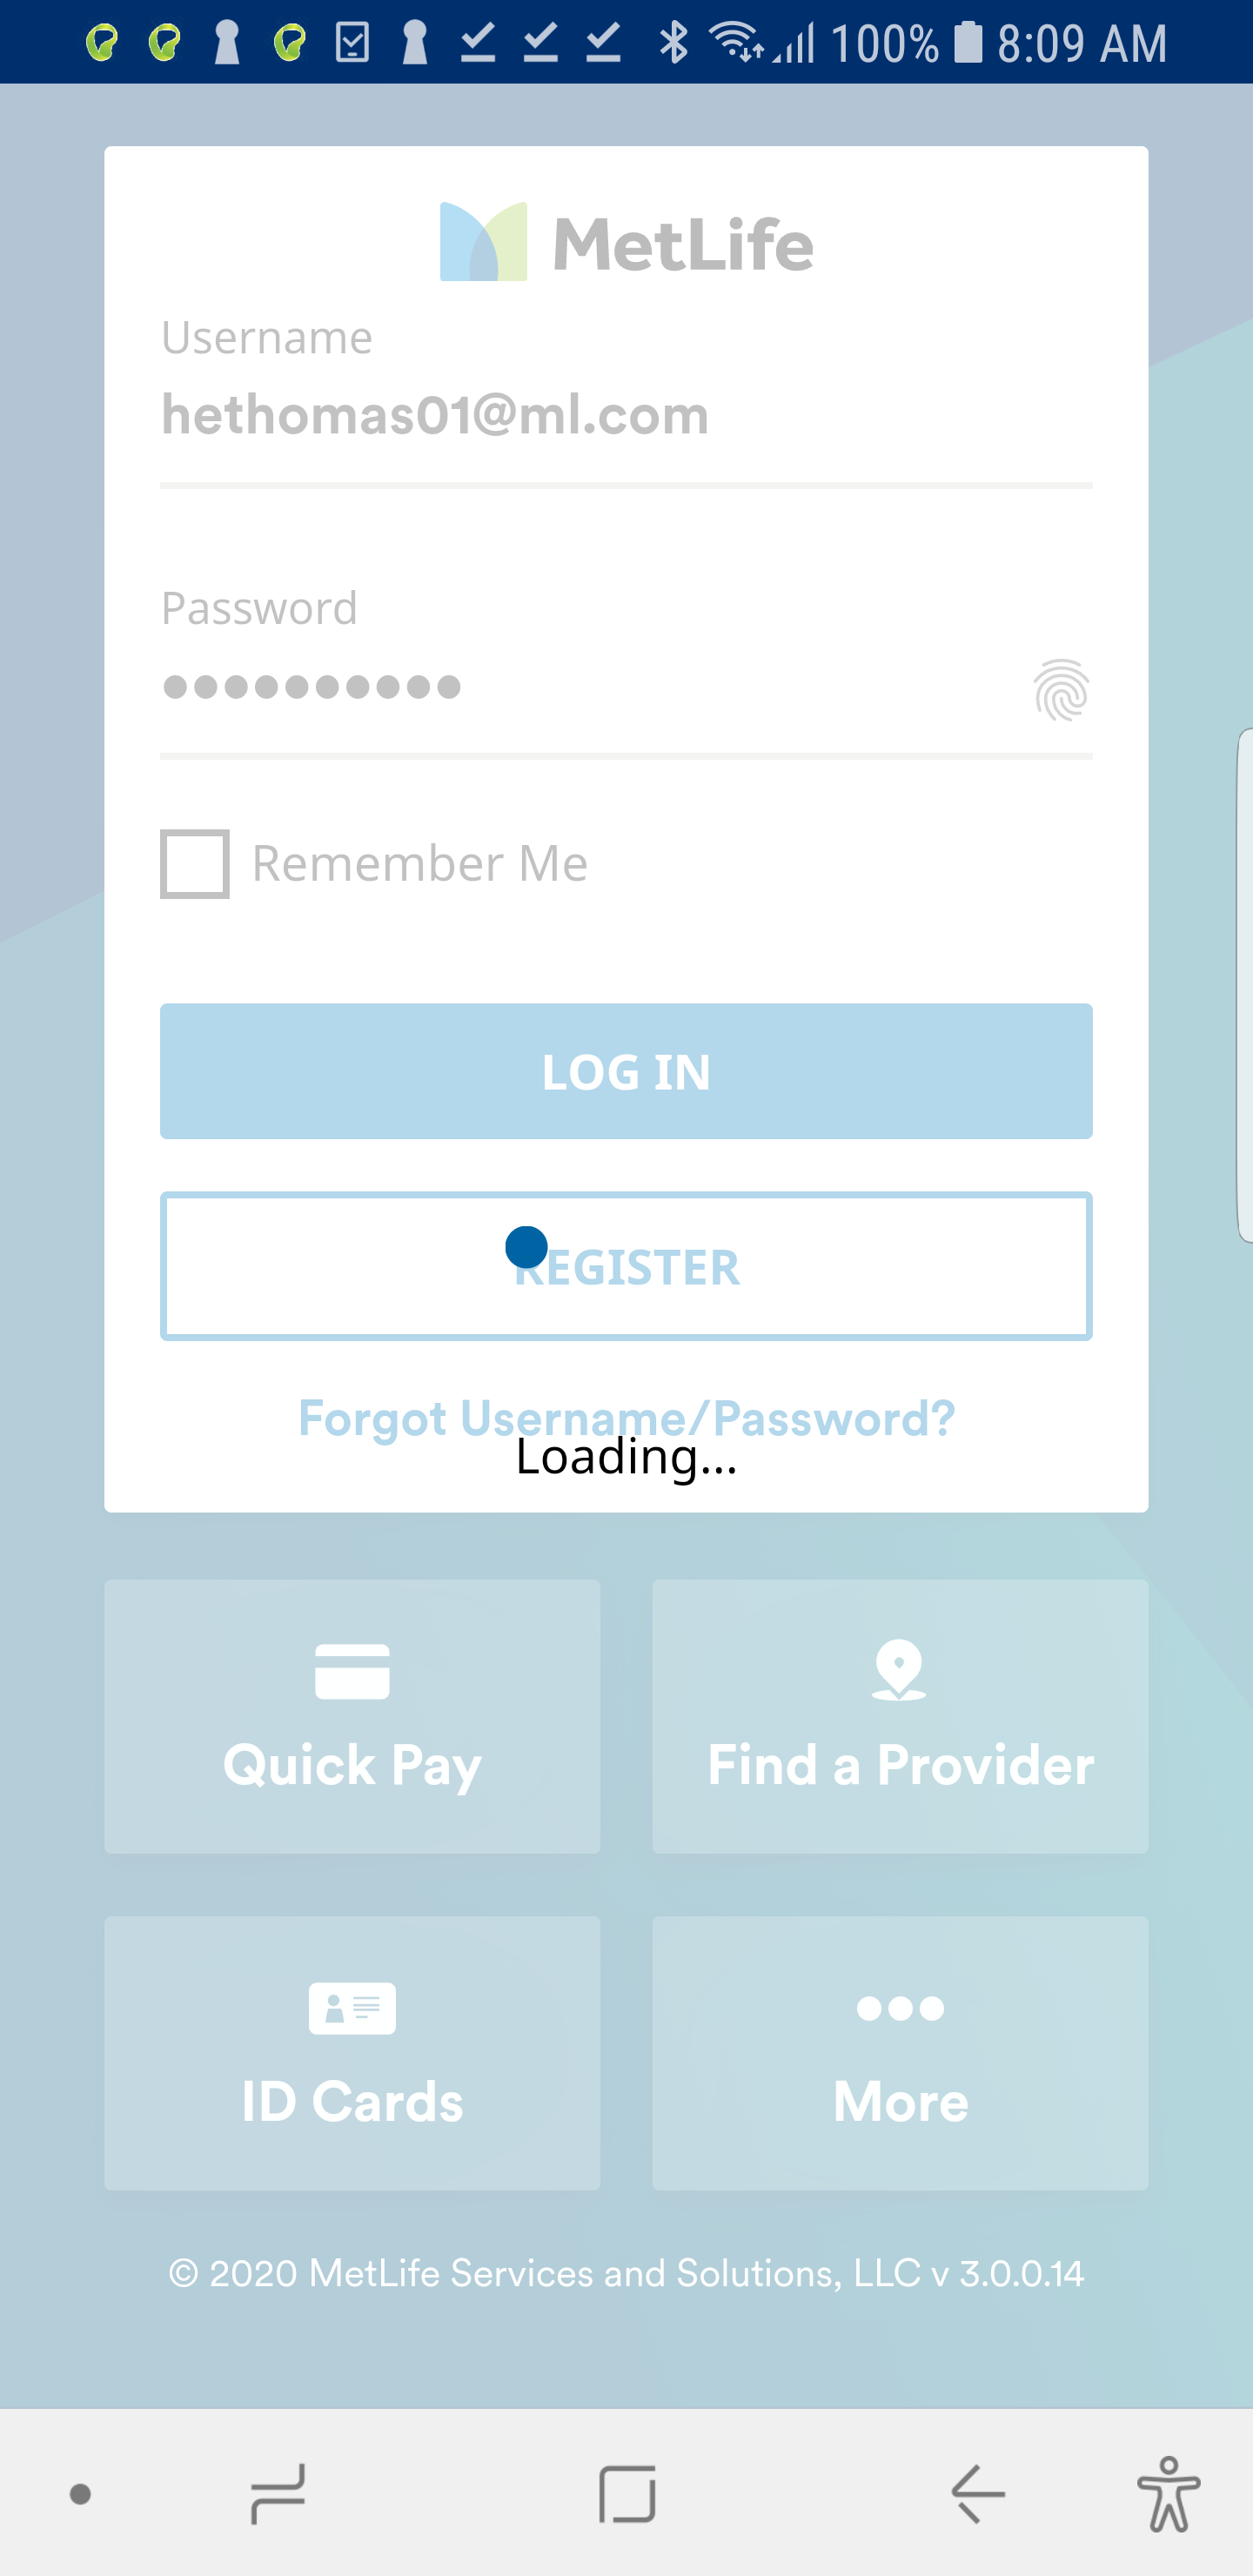 100% 8:09 AM
MetLife
Username
hethomas01@ml.com
Password
Remember Me
LOG IN
REGISTER
Forgot Username/Password?
Loading...
Quick Pay
Find a Provider
ID Cards
More
© 2020 MetLife Services and Solutions, LLC v 3.0.0.14